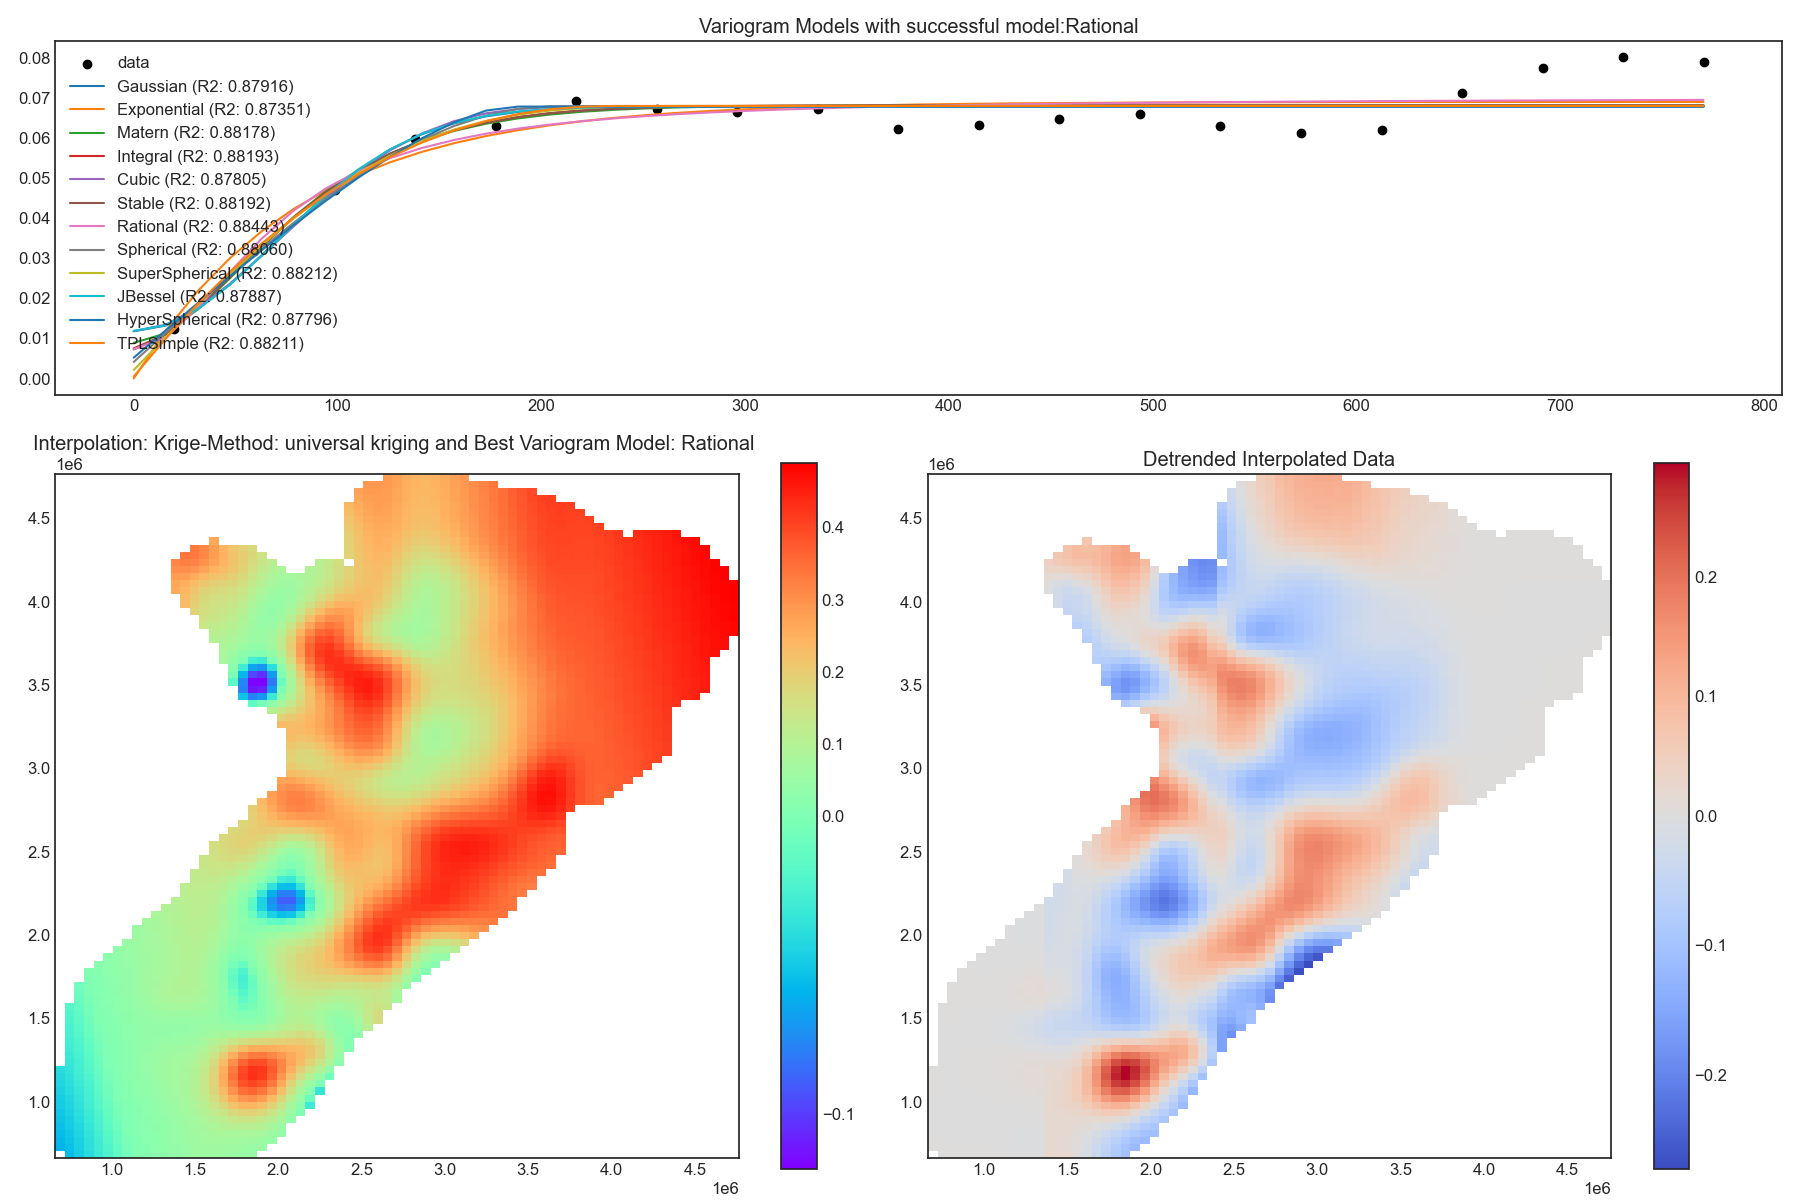 Variogram Models with successful model:Rational
0.08
0.07
0.06
0.05
0.04
0.03
0.02
0.01
0.00
data
Gaussian (R2: 0.87916)
Exponential (R2: 0.87351)
Matern (R2: 0.88178)
Integral (R2: 0.88193)
Cubic (R2: 0.87805)
Stable (R2: 0.88192)
Rational (R2: 0.88443)
Spherical (R2: 0.88060)
SuperSpherical (R2: 0.88212)
JBessel (R2: 0.87887)
HyperSpherical (R2: 0.87796)
TPLSimple (R2: 0.88211)
0 100 200 300 400 500 600 700 800
Interpolation: Krige-Method: universal kriging and Best Variogram Model: Rational
1e6
4.5
4.0
3.5
3.0
2.5
2.0
1.5
1.0
1.0 1.5 2.0 2.5 3.0 3.5 4.0 4.5
1e6
0.4
0.3
0.2
0.1
0.0
−0.1
Detrended Interpolated Data
1e6
4.5
4.0
3.5
3.0
2.5
2.0
1.5
1.0
1.0 1.5 2.0 2.5 3.0 3.5 4.0 4.5
1e6
0.2
0.1
0.0
−0.1
−0.2